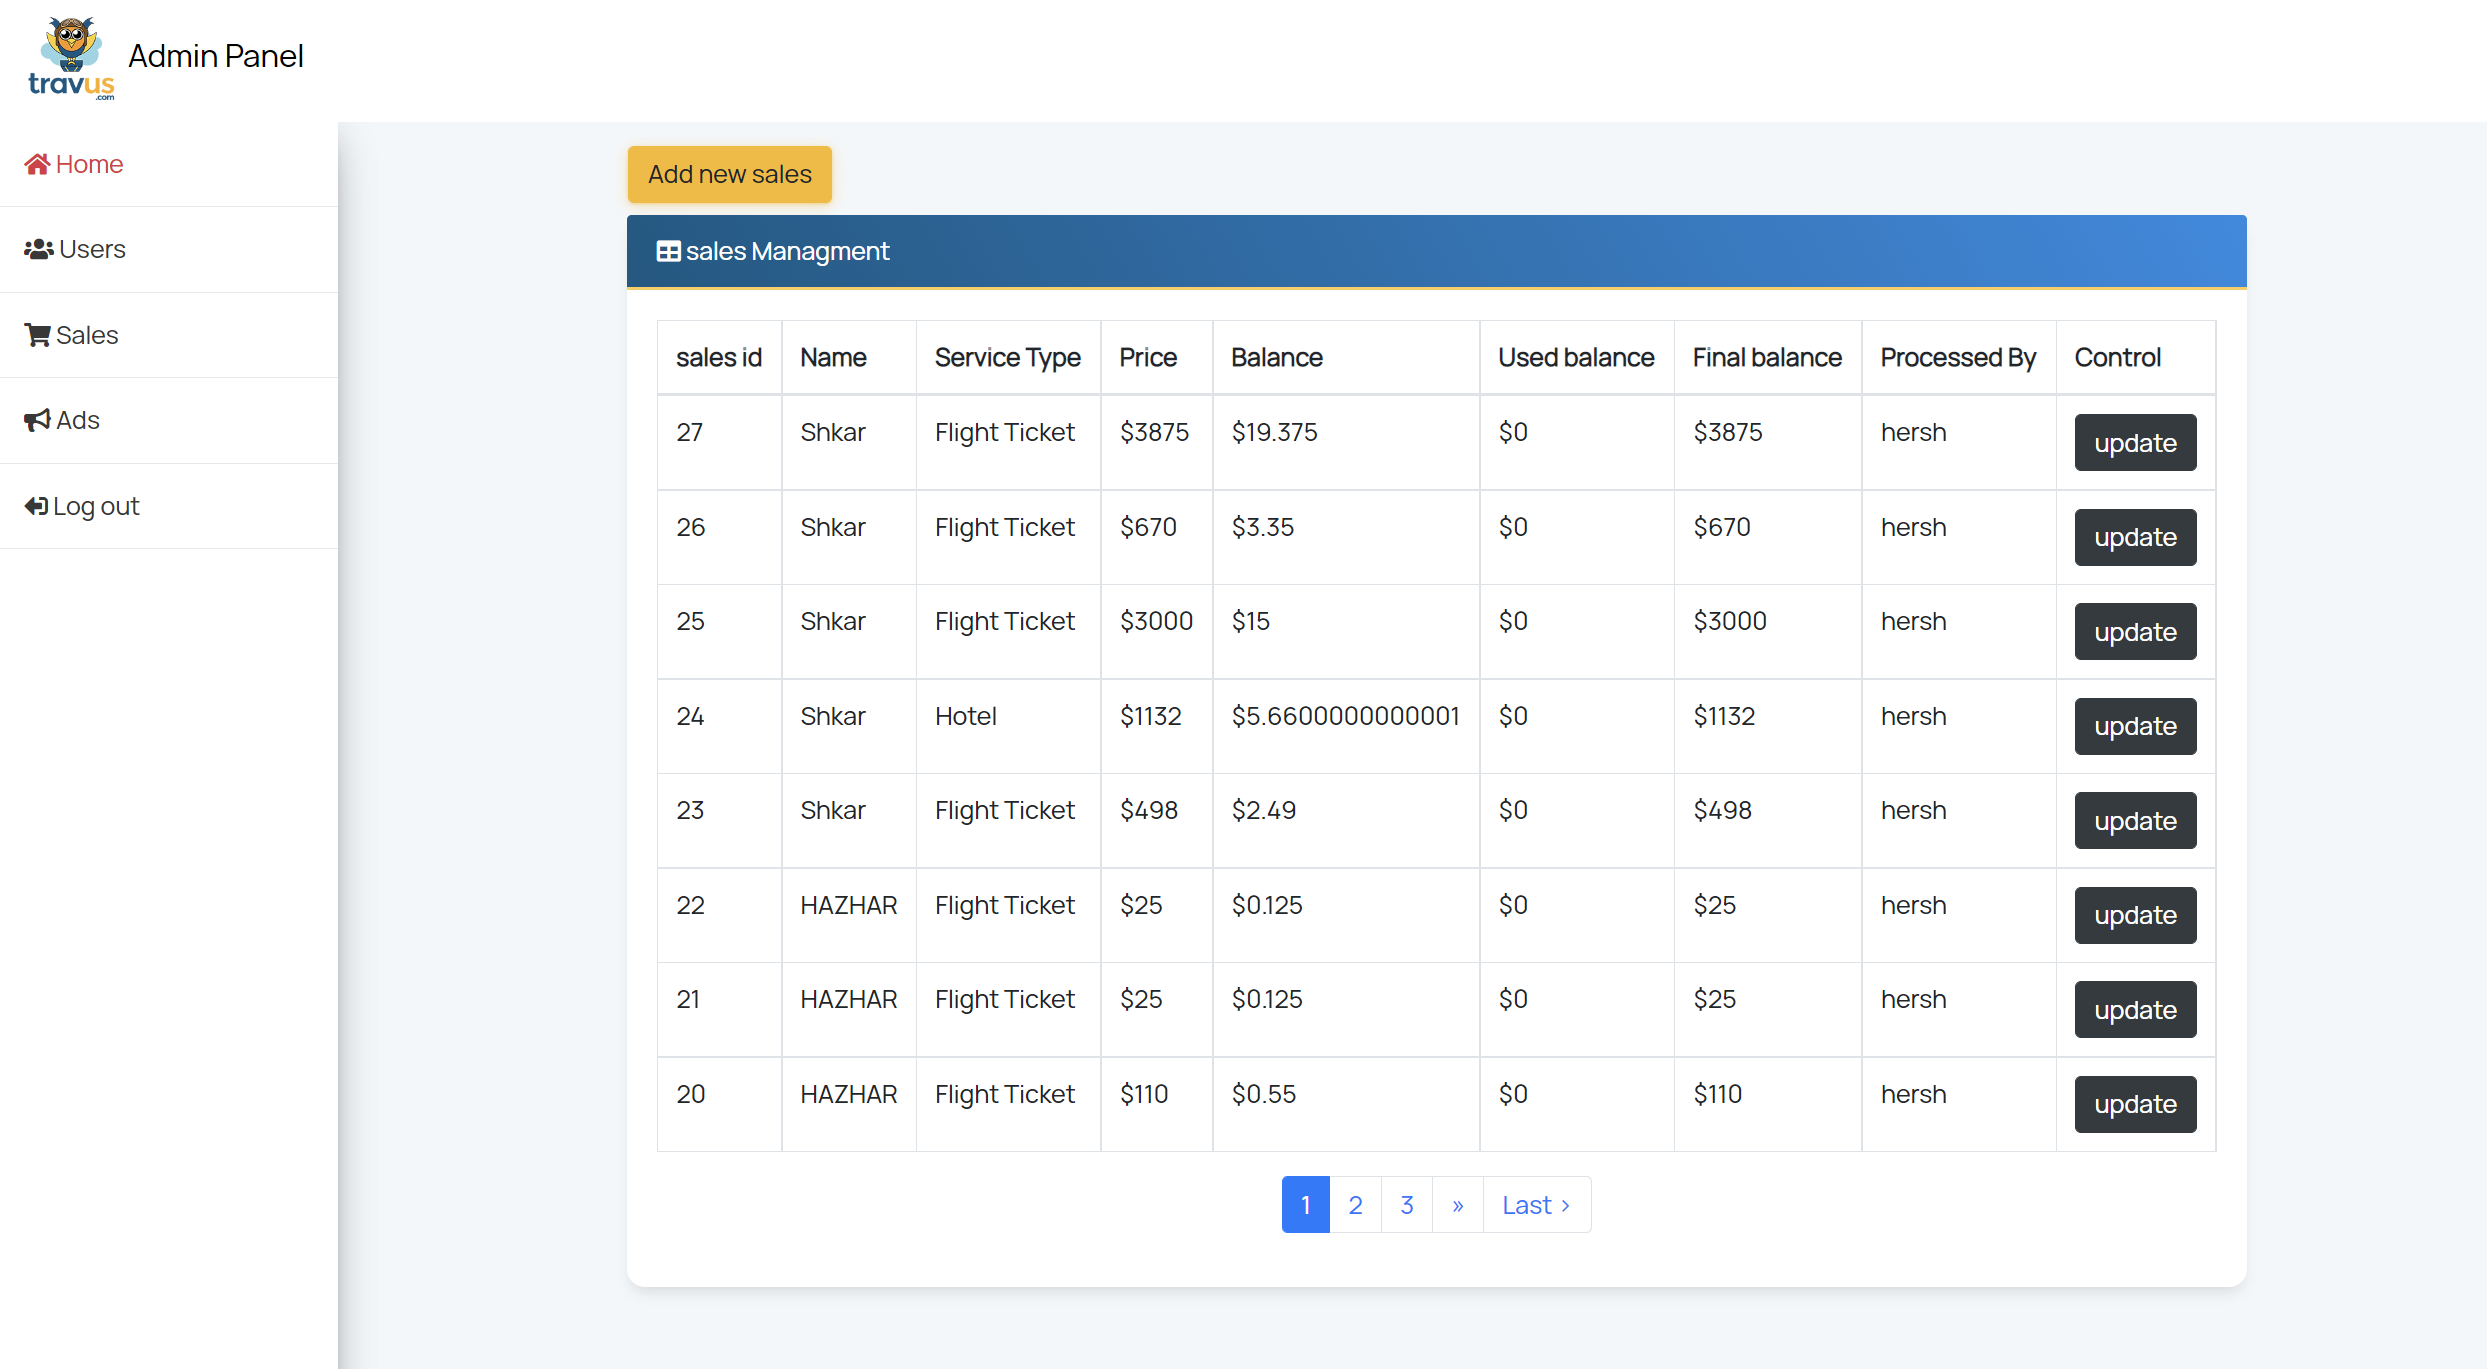 travus
.com
Admin Panel
Home
Users
Sales
Ads
Log out
Add new sales
sales Managment
sales id Name Service Type Price Balance Used balance Final balance Processed By Control
27 Shkar Flight Ticket $3875 $19.375 $0 $3875 hersh update
26 Shkar Flight Ticket $670 $3.35 $0 $670 hersh update
25 Shkar Flight Ticket $3000 $15 $0 $3000 hersh update
24 Shkar Hotel $1132 $5.6600000000001 $0 $1132 hersh update
23 Shkar Flight Ticket $498 $2.49 $0 $498 hersh update
22 HAZHAR Flight Ticket $25 $0.125 $0 $25 hersh update
21 HAZHAR Flight Ticket $25 $0.125 $0 $25 hersh update
20 HAZHAR Flight Ticket $110 $0.55 $0 $110 hersh update
1 2 3 » Last ›